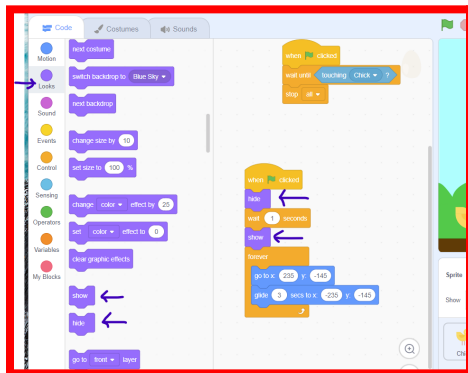 Code Costumes Sounds
Motion
Looks
Sound
Events
Control
Sensing
Operators
Variables
My Blocks
next costume
switch backdrop to Blue Sky
next backdrop
change size by 10
set size to 100 %
change color effect by 25
set color effect to 0
clear graphic effects
show
hide
go to front layer
when clicked
wait until touching Chick ?
stop all
when clicked
hide
wait 1 seconds
show
forever
go to x: 235 y: -145
glide 3 secs to x: -235 y: -145
Sprite
Show
Chi